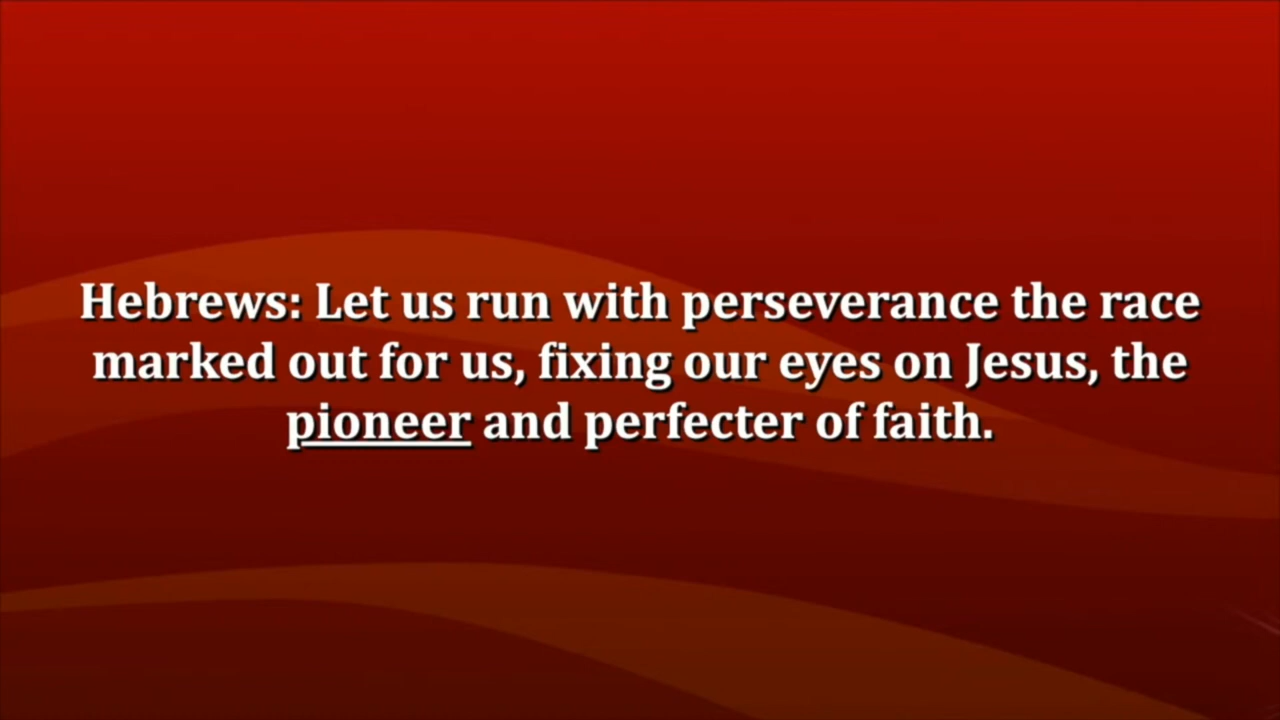 Hebrews: Let us run with perseverance the race
marked out for us, fixing our eyes on Jesus, the
pioneer and perfecter of faith.